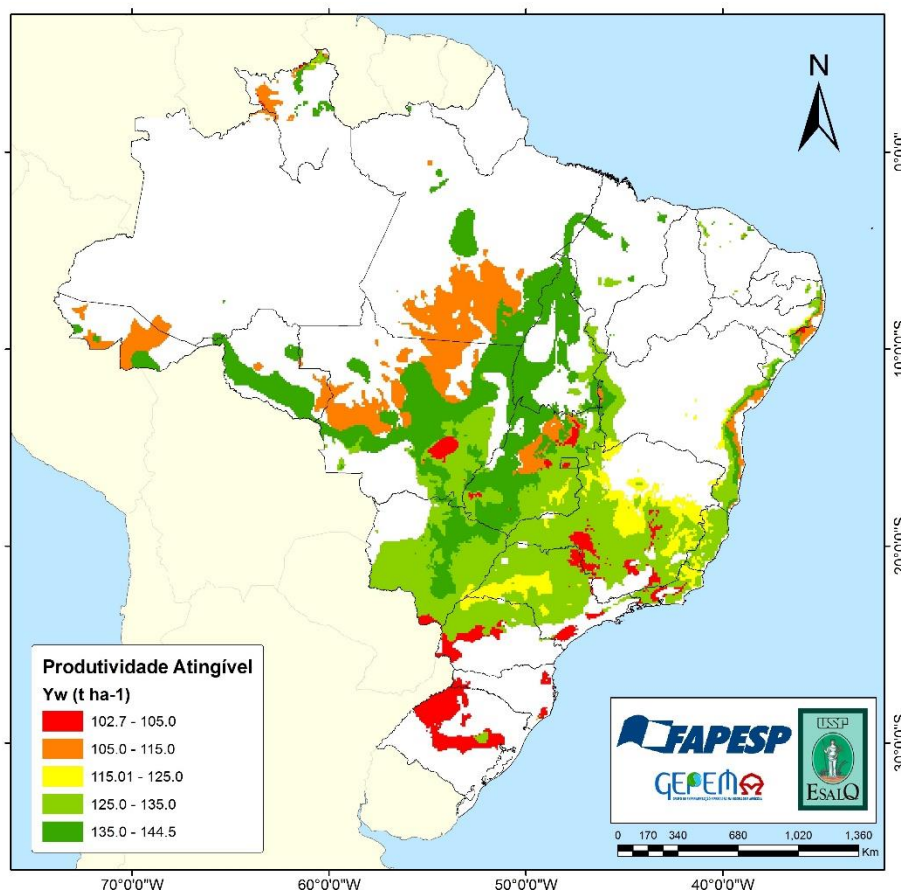 N
0°0'0"
10°0'0"S
20°0'0"S
30°0'0"S
Produtividade Atingível
Yw (t ha-1)
102.7 - 105.0
105.0 - 115.0
115.01 - 125.0
125.0 - 135.0
135.0 - 144.5
FAPESP
GEPEMA
USP
ESALQ
0 170 340 680 1,020 1,360
Km
70°0'0"W 60°0'0"W 50°0'0"W 40°0'0"W